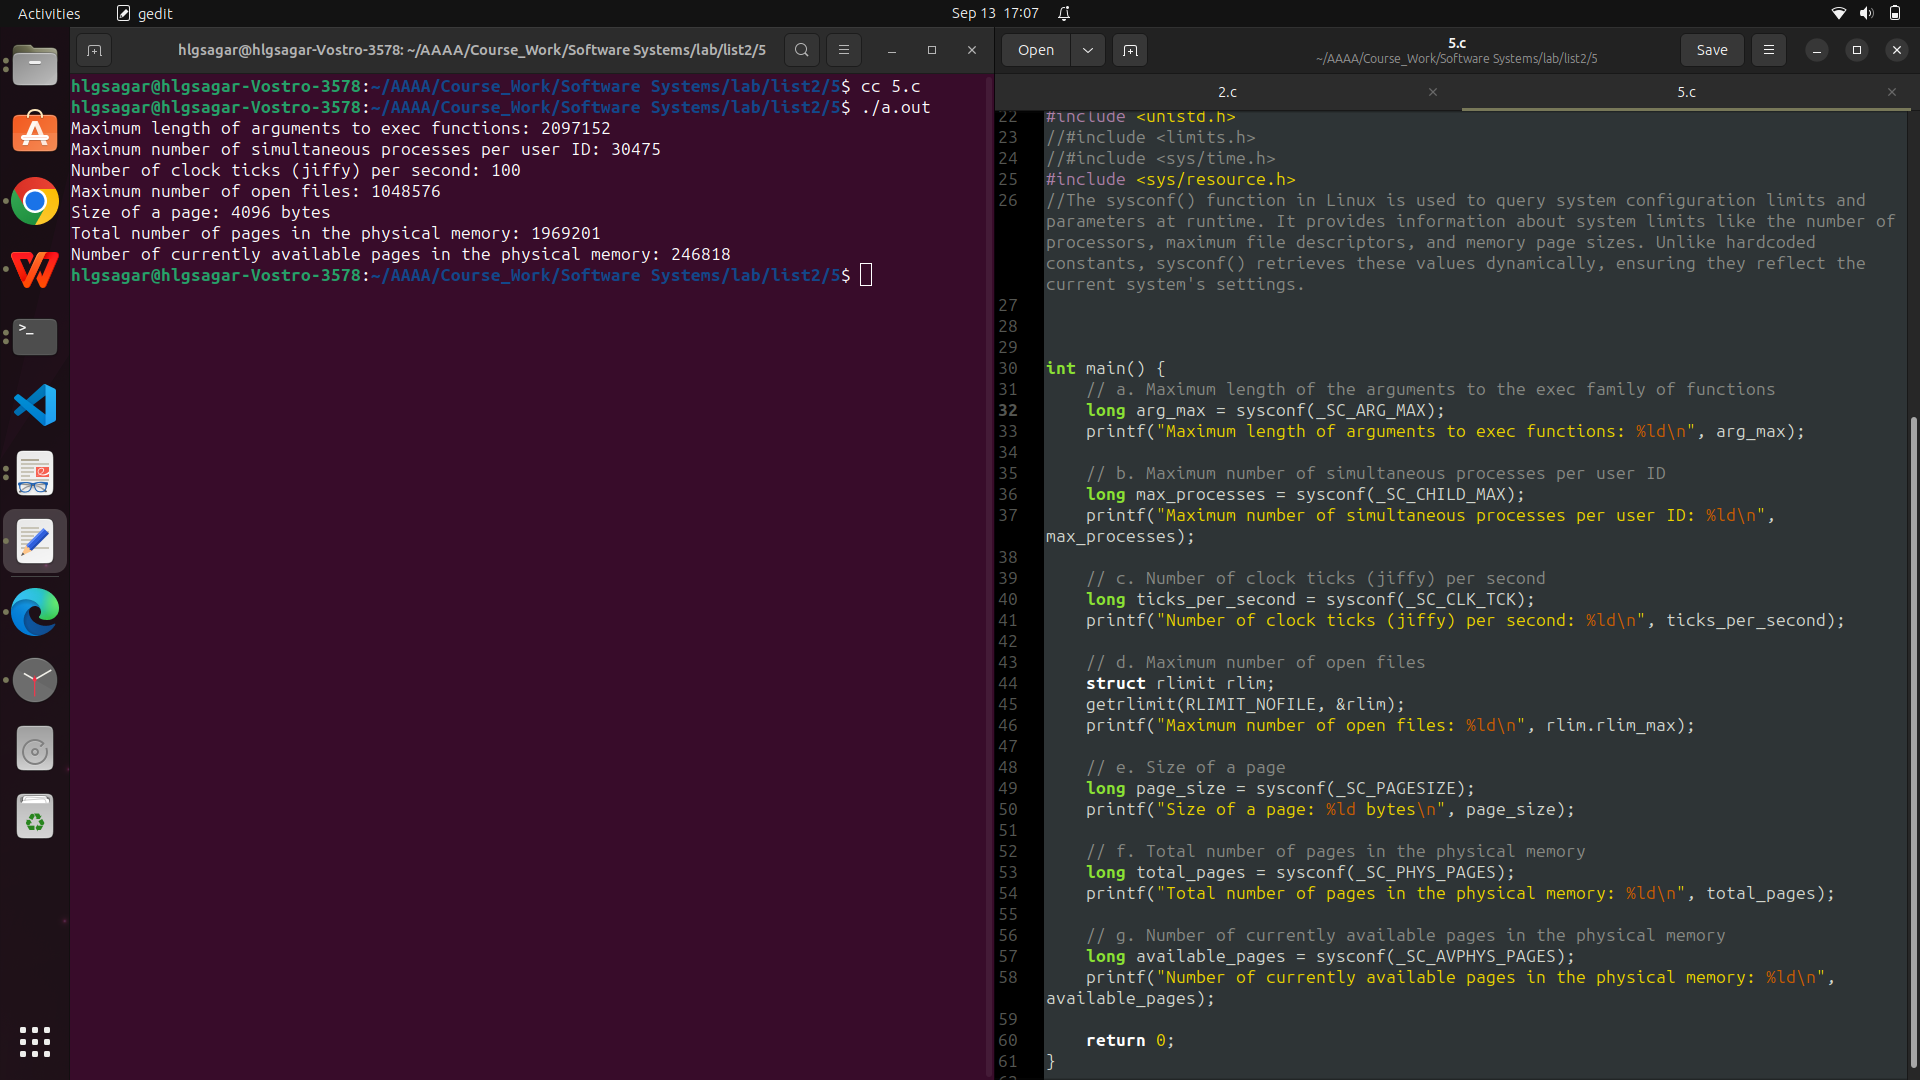 Activities
gedit
Sep 13 17:07
hlgsagar@hlgsagar-Vostro-3578: ~/AAAA/Course_Work/Software Systems/lab/list2/5
hlgsagar@hlgsagar-Vostro-3578:~/AAAA/Course_Work/Software Systems/lab/list2/5$ cc 5.c
hlgsagar@hlgsagar-Vostro-3578:~/AAAA/Course_Work/Software Systems/lab/list2/5$ ./a.out
Maximum length of arguments to exec functions: 2097152
Maximum number of simultaneous processes per user ID: 30475
Number of clock ticks (jiffy) per second: 100
Maximum number of open files: 1048576
Size of a page: 4096 bytes
Total number of pages in the physical memory: 1969201
Number of currently available pages in the physical memory: 246818
hlgsagar@hlgsagar-Vostro-3578:~/AAAA/Course_Work/Software Systems/lab/list2/5$
Open
5.c
~/AAAA/Course_Work/Software Systems/lab/list2/5
Save
2.c
5.c
22 #include <unistd.h>
23 //#include <limits.h>
24 //#include <sys/time.h>
25 #include <sys/resource.h>
26 //The sysconf() function in Linux is used to query system configuration limits and
parameters at runtime. It provides information about system limits like the number of
processors, maximum file descriptors, and memory page sizes. Unlike hardcoded
constants, sysconf() retrieves these values dynamically, ensuring they reflect the
current system's settings.
27
28
29
30 int main() {
31     // a. Maximum length of the arguments to the exec family of functions
32     long arg_max = sysconf(_SC_ARG_MAX);
33     printf("Maximum length of arguments to exec functions: %ld\n", arg_max);
34
35     // b. Maximum number of simultaneous processes per user ID
36     long max_processes = sysconf(_SC_CHILD_MAX);
37     printf("Maximum number of simultaneous processes per user ID: %ld\n",
max_processes);
38
39     // c. Number of clock ticks (jiffy) per second
40     long ticks_per_second = sysconf(_SC_CLK_TCK);
41     printf("Number of clock ticks (jiffy) per second: %ld\n", ticks_per_second);
42
43     // d. Maximum number of open files
44     struct rlimit rlim;
45     getrlimit(RLIMIT_NOFILE, &rlim);
46     printf("Maximum number of open files: %ld\n", rlim.rlim_max);
47
48     // e. Size of a page
49     long page_size = sysconf(_SC_PAGESIZE);
50     printf("Size of a page: %ld bytes\n", page_size);
51
52     // f. Total number of pages in the physical memory
53     long total_pages = sysconf(_SC_PHYS_PAGES);
54     printf("Total number of pages in the physical memory: %ld\n", total_pages);
55
56     // g. Number of currently available pages in the physical memory
57     long available_pages = sysconf(_SC_AVPHYS_PAGES);
58     printf("Number of currently available pages in the physical memory: %ld\n",
available_pages);
59
60     return 0;
61 }